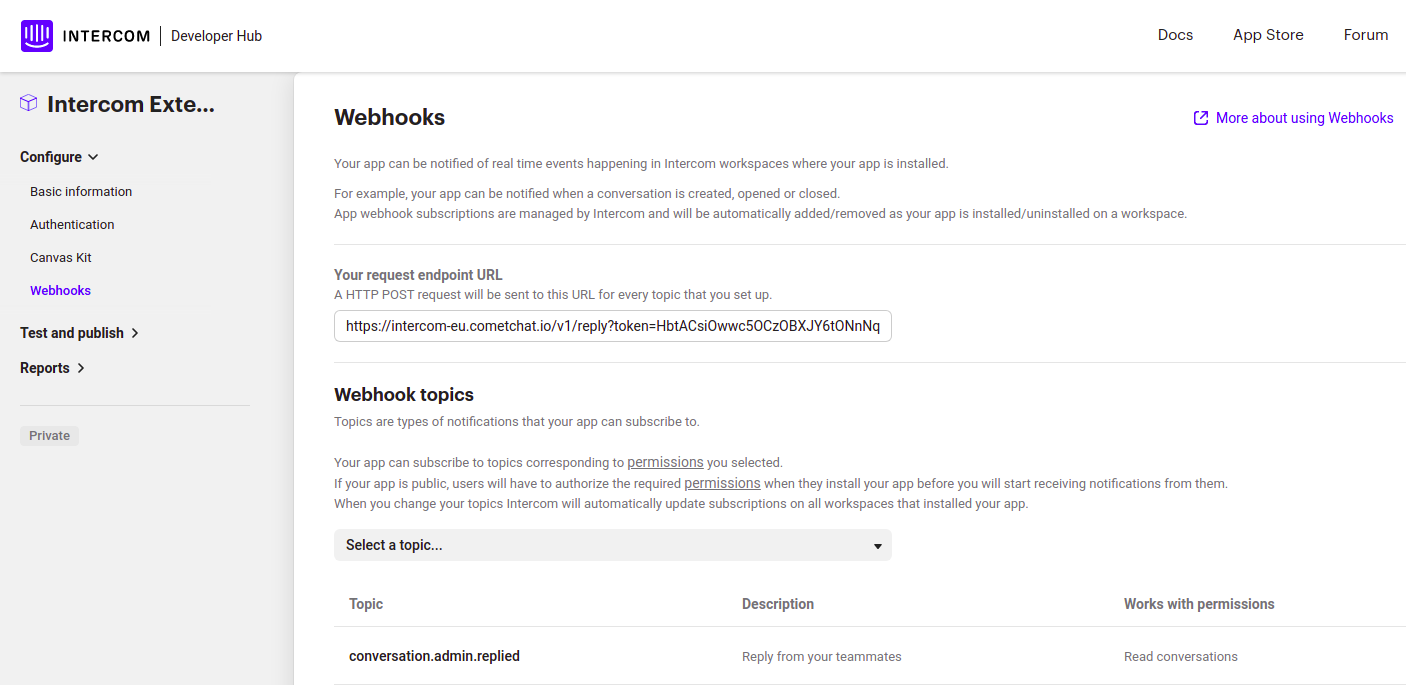 INTERCOM Developer Hub
Docs App Store Forum
Intercom Exte...
Configure
Basic information
Authentication
Canvas Kit
Webhooks
Test and publish
Reports
Private
Webhooks
More about using Webhooks
Your app can be notified of real time events happening in Intercom workspaces where your app is installed.
For example, your app can be notified when a conversation is created, opened or closed.
App webhook subscriptions are managed by Intercom and will be automatically added/removed as your app is installed/uninstalled on a workspace.
Your request endpoint URL
A HTTP POST request will be sent to this URL for every topic that you set up.
https://intercom-eu.cometchat.io/v1/reply?token=HbtACsiOwwc5OCzOBXJY6tONnNq
Webhook topics
Topics are types of notifications that your app can subscribe to.
Your app can subscribe to topics corresponding to permissions you selected.
If your app is public, users will have to authorize the required permissions when they install your app before you will start receiving notifications from them.
When you change your topics Intercom will automatically update subscriptions on all workspaces that installed your app.
Select a topic...
Topic Description Works with permissions
conversation.admin.replied Reply from your teammates Read conversations